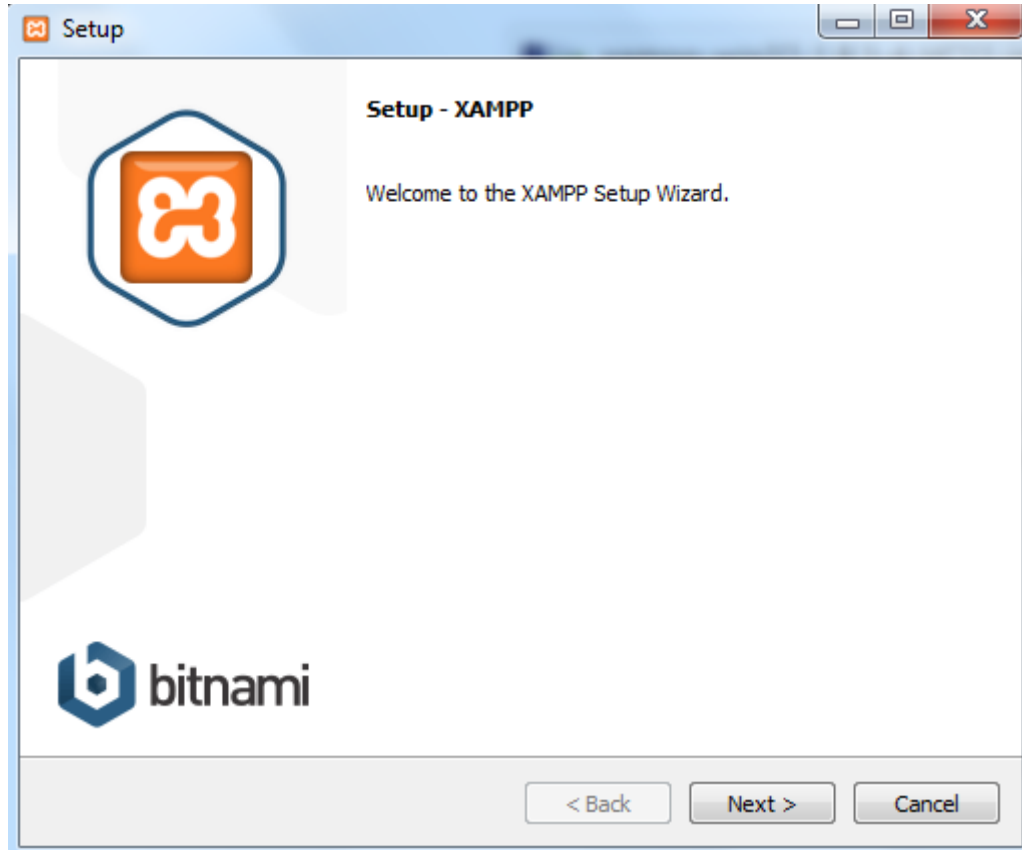 Setup
Setup - XAMPP
Welcome to the XAMPP Setup Wizard.
bitnami
< Back
Next >
Cancel